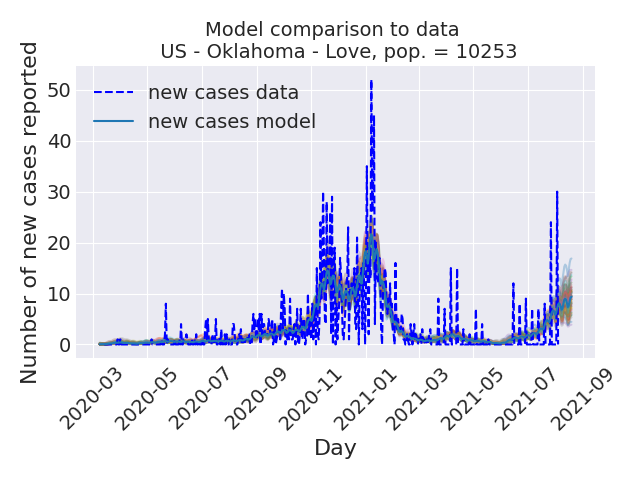 Model comparison to data
US - Oklahoma - Love, pop. = 10253
new cases data
new cases model
Number of new cases reported
50
40
30
20
10
0
2020-03
2020-05
2020-07
2020-09
2020-11
2021-01
2021-03
2021-05
2021-07
2021-09
Day